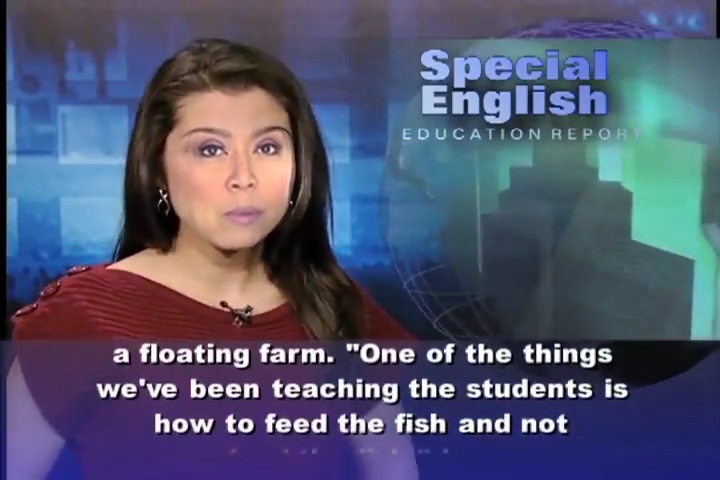 Special
English
EDUCATION REPORT
a floating farm. "One of the things
we've been teaching the students is
how to feed the fish and not